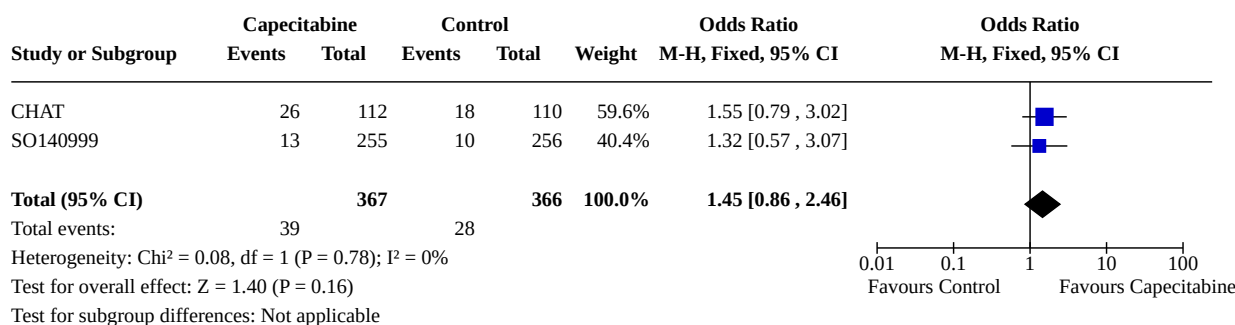 Capecitabine Control Odds Ratio Odds Ratio
Study or Subgroup Events Total Events Total Weight M-H, Fixed, 95% CI M-H, Fixed, 95% CI
CHAT 26 112 18 110 59.6% 1.55 [0.79 , 3.02]
SO140999 13 255 10 256 40.4% 1.32 [0.57 , 3.07]
Total (95% CI) 367 366 100.0% 1.45 [0.86 , 2.46]
Total events: 39 28
Heterogeneity: Chi² = 0.08, df = 1 (P = 0.78); I² = 0%
Test for overall effect: Z = 1.40 (P = 0.16)
Test for subgroup differences: Not applicable
0.01 0.1 1 10 100
Favours Control Favours Capecitabine